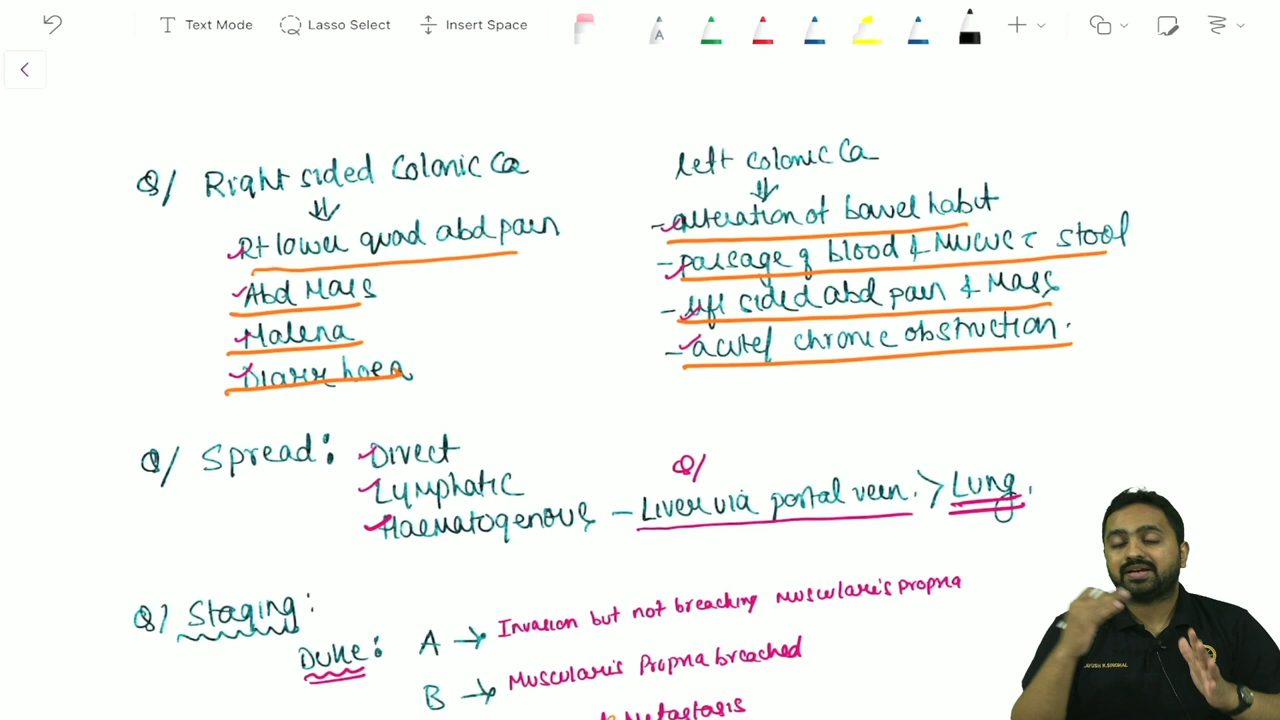 Text Mode
Lasso Select
Insert Space
A
Q/ Right sided Colonic Ca
Rt lower quad abd pain
Abd Mass
Malena
Diarrhoea
left colonic Ca
- alteration of bowel habit
- passage of blood & Mucus c stool
- left sided abd pain & Mass
- acute/ chronic obstruction.
Q/ Spread: Direct
Lymphatic
Haematogenous - Liver via portal vein. > Lung.
Q/
Q/ Staging:
Duke: A → Invasion but not breaching muscularis propria
B → Muscularis Propria breached
Metastasis
AYUSH R.SINGHAL